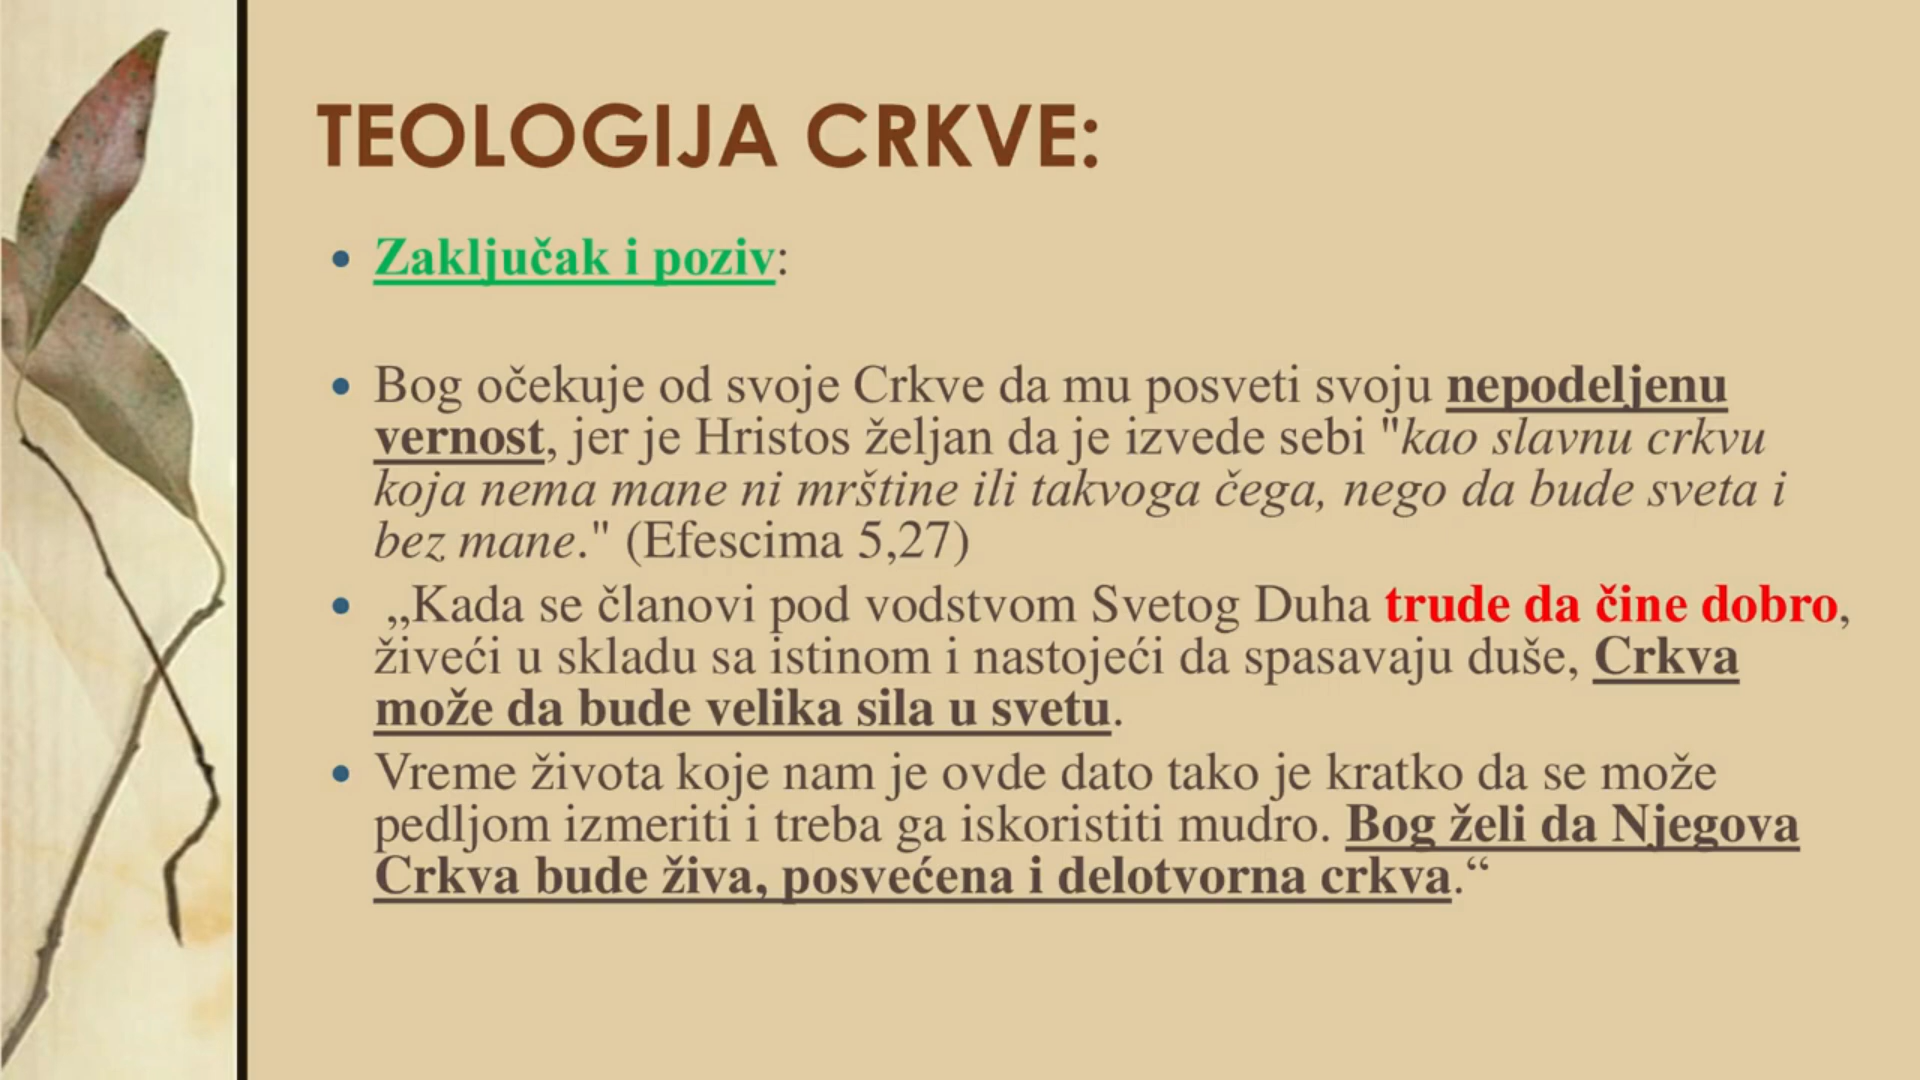 TEOLOGIJA CRKVE:
• Zaključak i poziv:
• Bog očekuje od svoje Crkve da mu posveti svoju nepodeljenu
vernost, jer je Hristos željan da je izvede sebi "kao slavnu crkvu
koja nema mane ni mrštine ili takvoga čega, nego da bude sveta i
bez mane." (Efescima 5,27)
• „Kada se članovi pod vodstvom Svetog Duha trude da čine dobro,
živeći u skladu sa istinom i nastojeći da spasavaju duše, Crkva
može da bude velika sila u svetu.
• Vreme života koje nam je ovde dato tako je kratko da se može
pedljom izmeriti i treba ga iskoristiti mudro. Bog želi da Njegova
Crkva bude živa, posvećena i delotvorna crkva.“